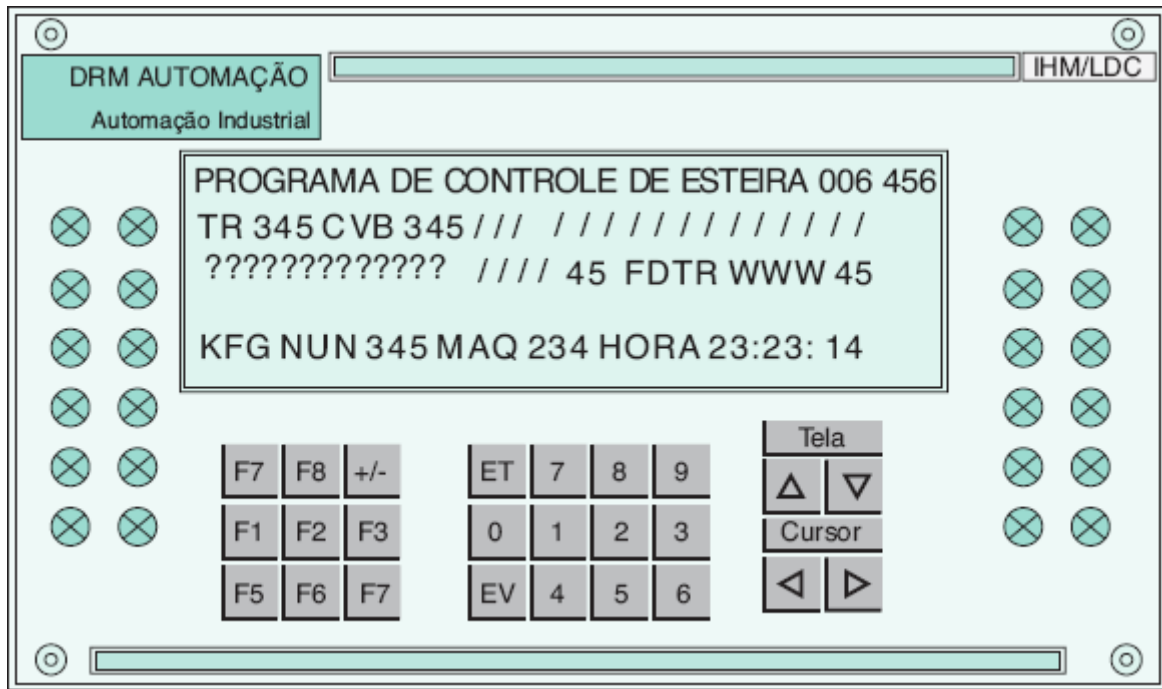 DRM AUTOMAÇÃO
Automação Industrial
IHM/LDC
PROGRAMA DE CONTROLE DE ESTEIRA 006 456
TR 345 C VB 345 / / / / / / / / / / / / / / / /
????????????? / / / / 45 FDTR WWW 45
KFG NUN 345 MAQ 234 HORA 23:23: 14
Tela
F7 F8 +/- ET 7 8 9
F1 F2 F3 0 1 2 3
Cursor
F5 F6 F7 EV 4 5 6